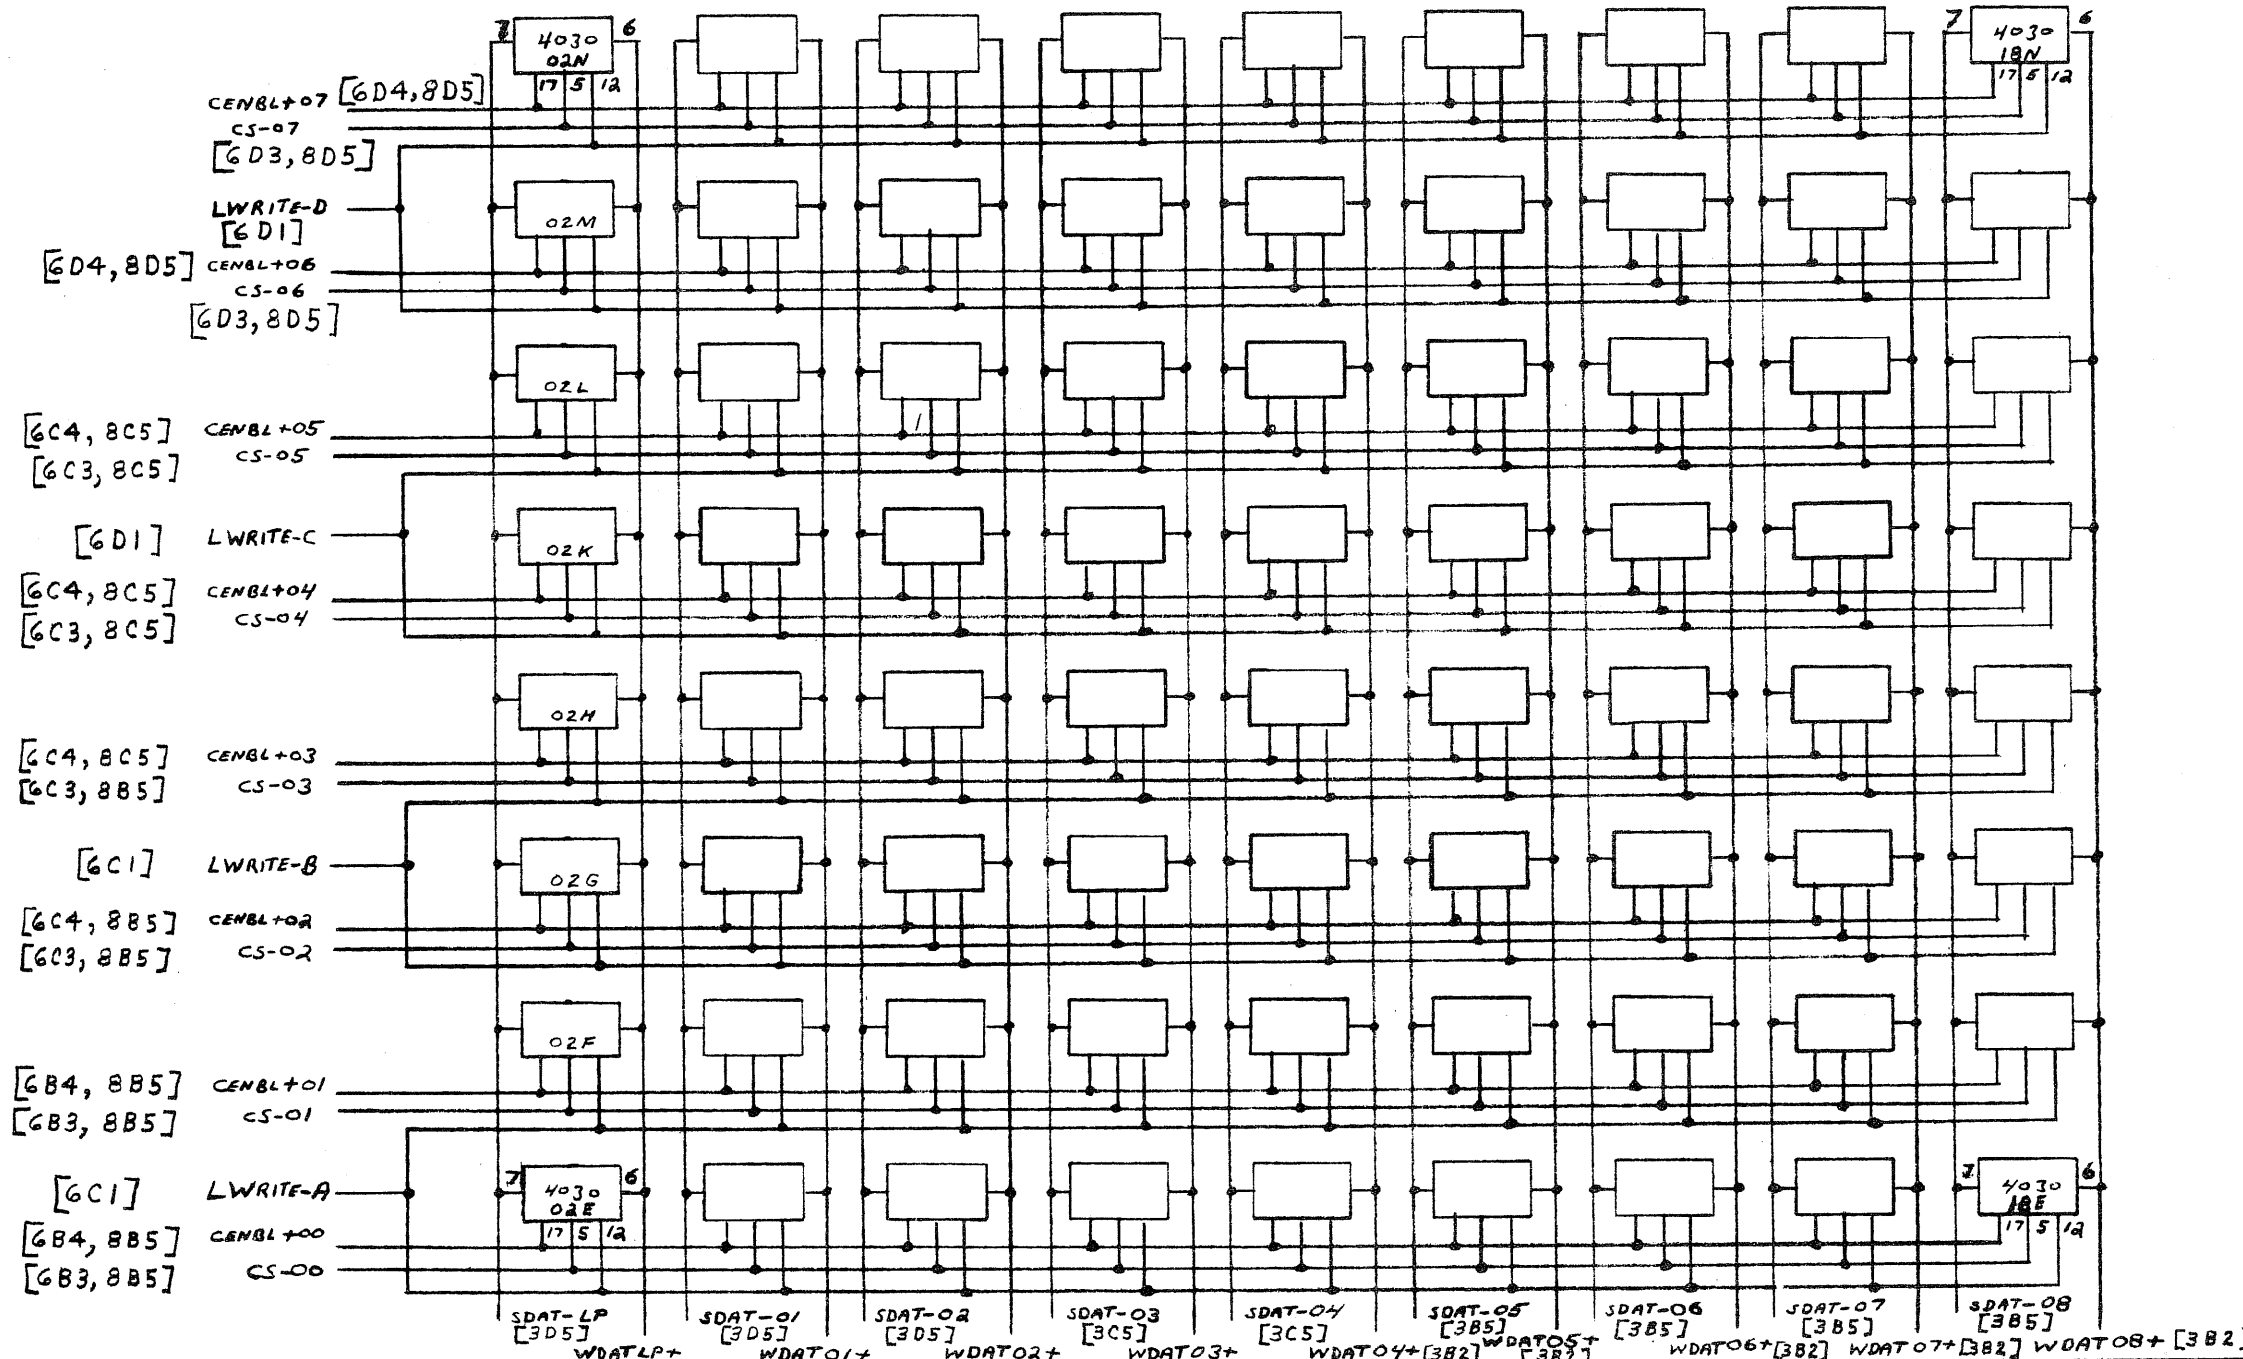 7 4030 6 7 4030 6
02N 18N
17 5 12 17 5 12
CENBL+07 [6D4,8D5]
CS-07
[6D3,8D5]
LWRITE-D
[6D1]
02M
[6D4,8D5] CENBL+06
CS-06
[6D3,8D5]
02L
[6C4,8C5] CENBL+05
CS-05
[6C3,8C5]
[6D1] LWRITE-C
02K
[6C4,8C5] CENBL+04
[6C3,8C5] CS-04
02H
[6C4,8C5] CENBL+03
[6C3,8B5] CS-03
[6C1] LWRITE-B
02G
[6C4,8B5] CENBL+02
[6C3,8B5] CS-02
02F
[6B4,8B5] CENBL+01
[6B3,8B5] CS-01
[6C1] LWRITE-A
7 4030 6 7 4030 6
02E 18E
17 5 12 17 5 12
[6B4,8B5] CENBL+00
[6B3,8B5] CS-00
SDAT-LP SDAT-01 SDAT-02 SDAT-03 SDAT-04 SDAT-05 SDAT-06 SDAT-07 SDAT-08
[3D5] [3D5] [3D5] [3C5] [3C5] [3B5] [3B5] [3B5] [3B5]
WDATLP+ WDAT01+ WDAT02+ WDAT03+ WDAT04+[3B2] WDAT05+ [3B2] WDAT06+[3B2] WDAT07+[3B2] WDAT08+[3B2]